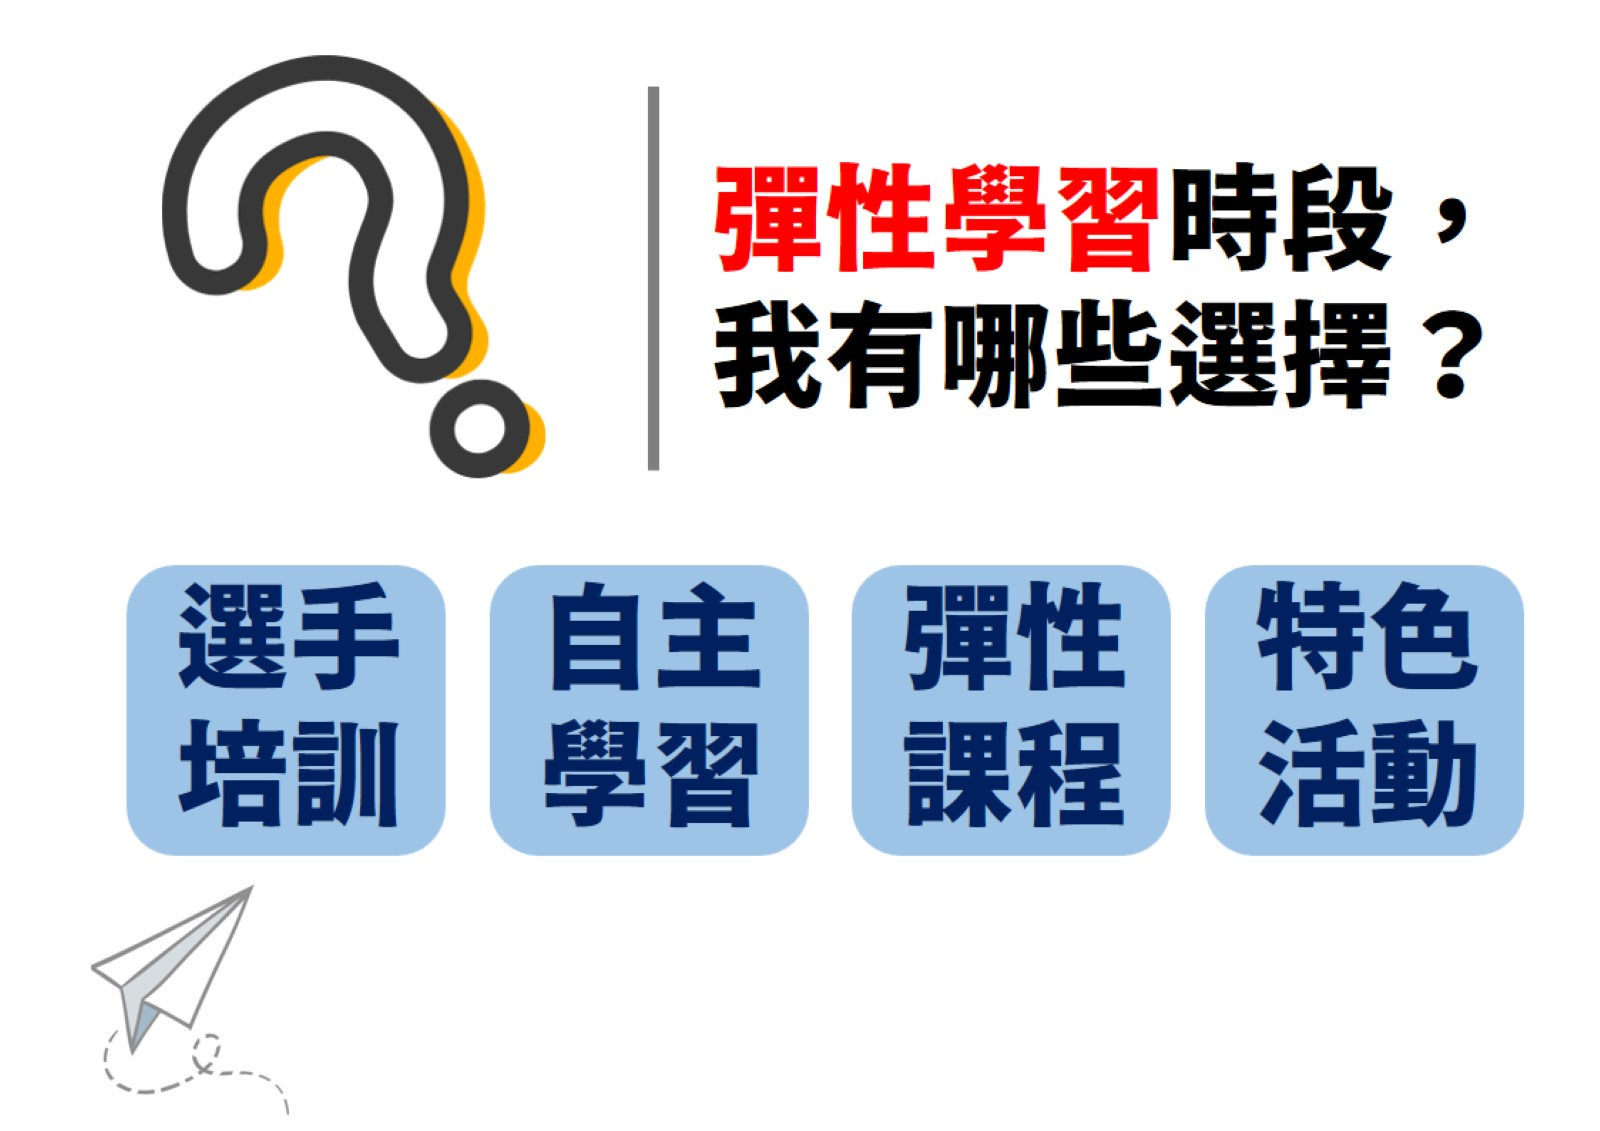 彈性學習時段，
我有哪些選擇？
選手
培訓
自主
學習
彈性
課程
特色
活動